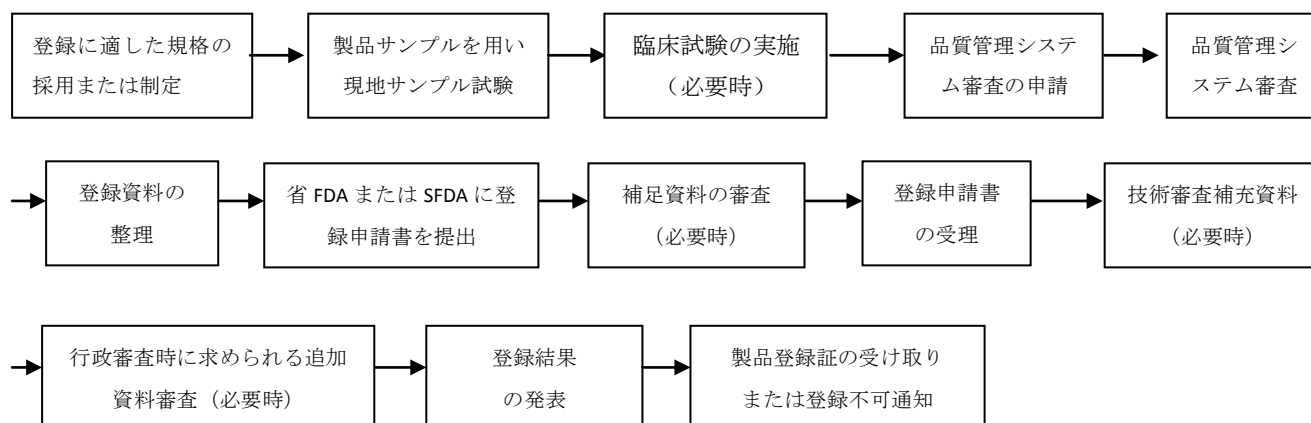 登録に適した規格の
採用または制定
製品サンプルを用い
現地サンプル試験
臨床試験の実施
(必要時)
品質管理システ
ム審査の申請
品質管理シ
ステム審査
登録資料の
整理
省 FDA または SFDA に登
録申請書を提出
補足資料の審査
(必要時)
登録申請書
の受理
技術審査補充資料
(必要時)
行政審査時に求められる追加
資料審査（必要時）
登録結果
の発表
製品登録証の受け取り
または登録不可通知